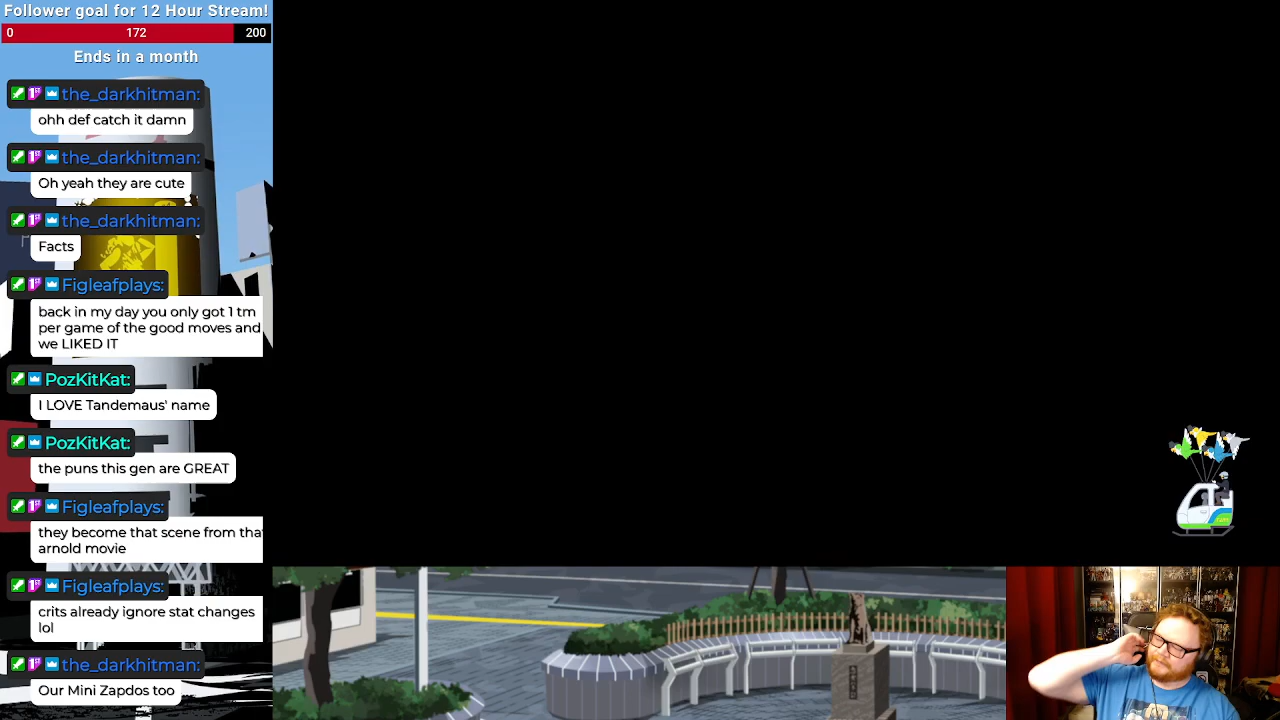 Follower goal for 12 Hour Stream!
0 172 200
Ends in a month
the_darkhitman:
ohh def catch it damn
the_darkhitman:
Oh yeah they are cute
the_darkhitman:
Facts
Figleafplays:
back in my day you only got 1 tm
per game of the good moves and
we LIKED IT
PozKitKat:
I LOVE Tandemaus' name
PozKitKat:
the puns this gen are GREAT
Figleafplays:
they become that scene from that
arnold movie
Figleafplays:
crits already ignore stat changes
lol
the_darkhitman:
Our Mini Zapdos too